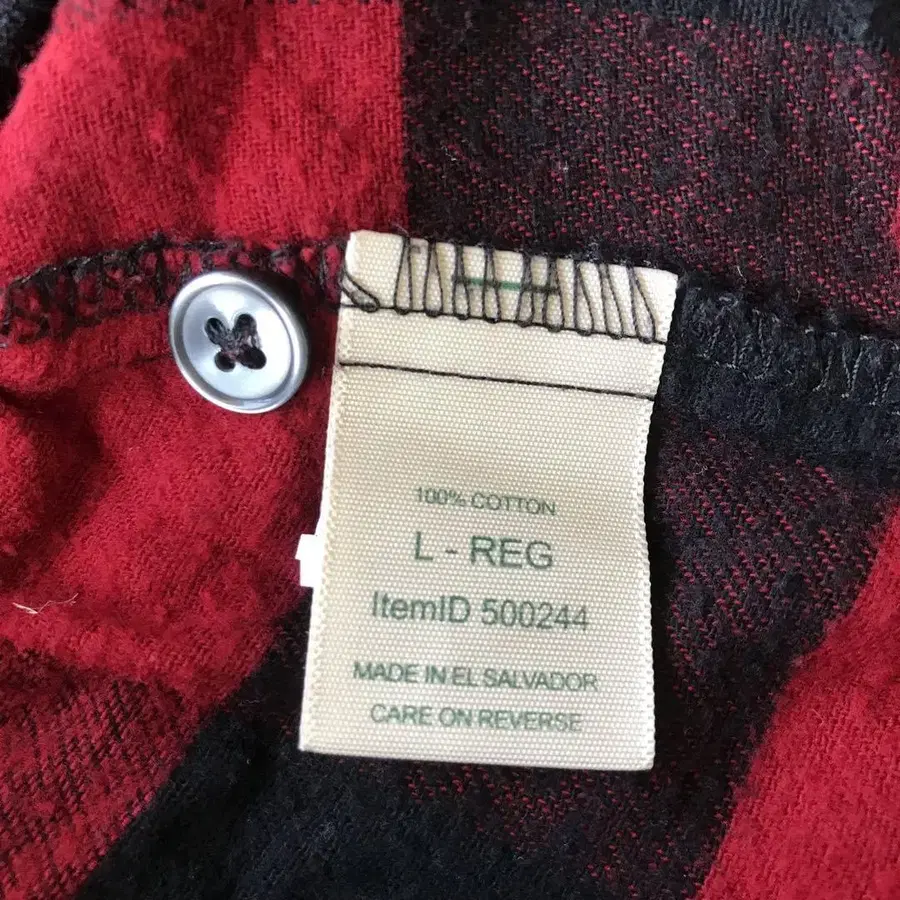 100% COTTON
L - REG
ItemID 500244
MADE IN EL SALVADOR
CARE ON REVERSE